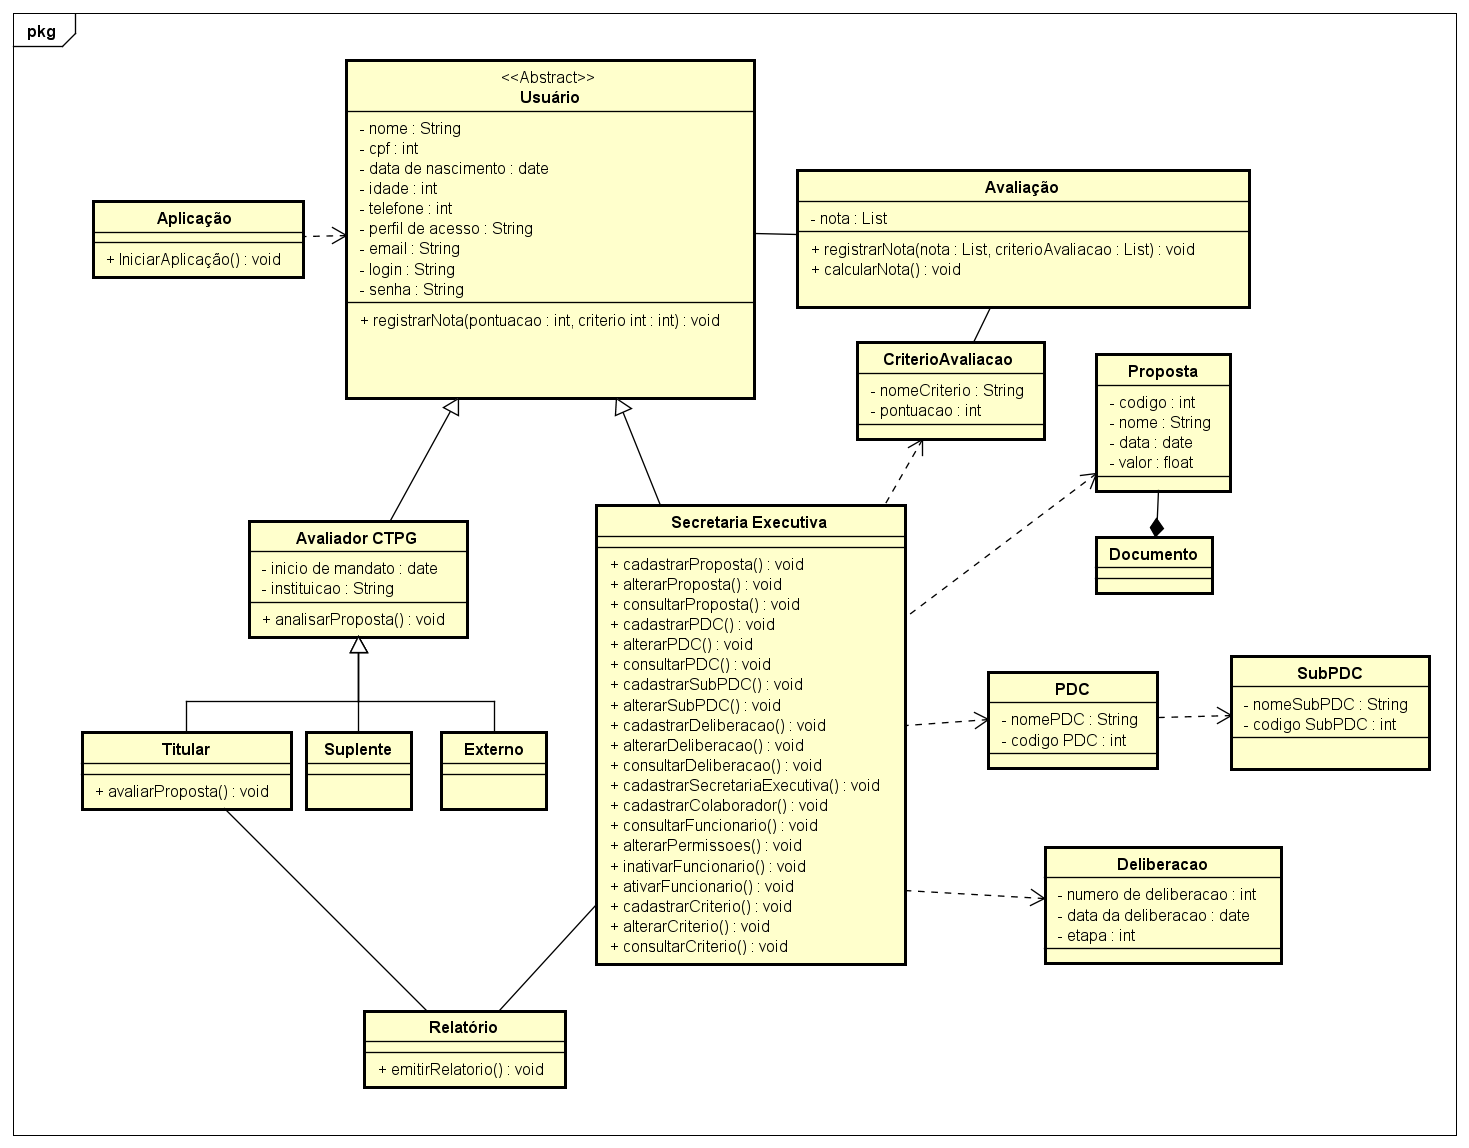 pkg
<<Abstract>>
Usuário
- nome : String
- cpf : int
- data de nascimento : date
- idade : int
- telefone : int
- perfil de acesso : String
- email : String
- login : String
- senha : String
+ registrarNota(pontuacao : int, criterio int : int) : void
Aplicação
+ IniciarAplicação() : void
Avaliação
- nota : List
+ registrarNota(nota : List, criterioAvaliacao : List) : void
+ calcularNota() : void
CriterioAvaliacao
- nomeCriterio : String
- pontuacao : int
Proposta
- codigo : int
- nome : String
- data : date
- valor : float
Documento
Avaliador CTPG
- inicio de mandato : date
- instituicao : String
+ analisarProposta() : void
Secretaria Executiva
+ cadastrarProposta() : void
+ alterarProposta() : void
+ consultarProposta() : void
+ cadastrarPDC() : void
+ alterarPDC() : void
+ consultarPDC() : void
+ cadastrarSubPDC() : void
+ alterarSubPDC() : void
+ cadastrarDeliberacao() : void
+ alterarDeliberacao() : void
+ consultarDeliberacao() : void
+ cadastrarSecretariaExecutiva() : void
+ cadastrarColaborador() : void
+ consultarFuncionario() : void
+ alterarPermissoes() : void
+ inativarFuncionario() : void
+ ativarFuncionario() : void
+ cadastrarCriterio() : void
+ alterarCriterio() : void
+ consultarCriterio() : void
PDC
- nomePDC : String
- codigo PDC : int
SubPDC
- nomeSubPDC : String
- codigo SubPDC : int
Titular
+ avaliarProposta() : void
Suplente
Externo
Deliberacao
- numero de deliberacao : int
- data da deliberacao : date
- etapa : int
Relatório
+ emitirRelatorio() : void